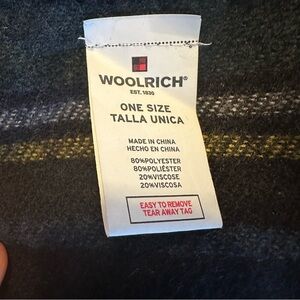 WOOLRICH®
EST. 1830
ONE SIZE
TALLA UNICA
MADE IN CHINA
HECHO EN CHINA
80%POLYESTER
80%POLIÉSTER
20%VISCOSE
20%VISCOSA
EASY TO REMOVE
TEAR AWAY TAG